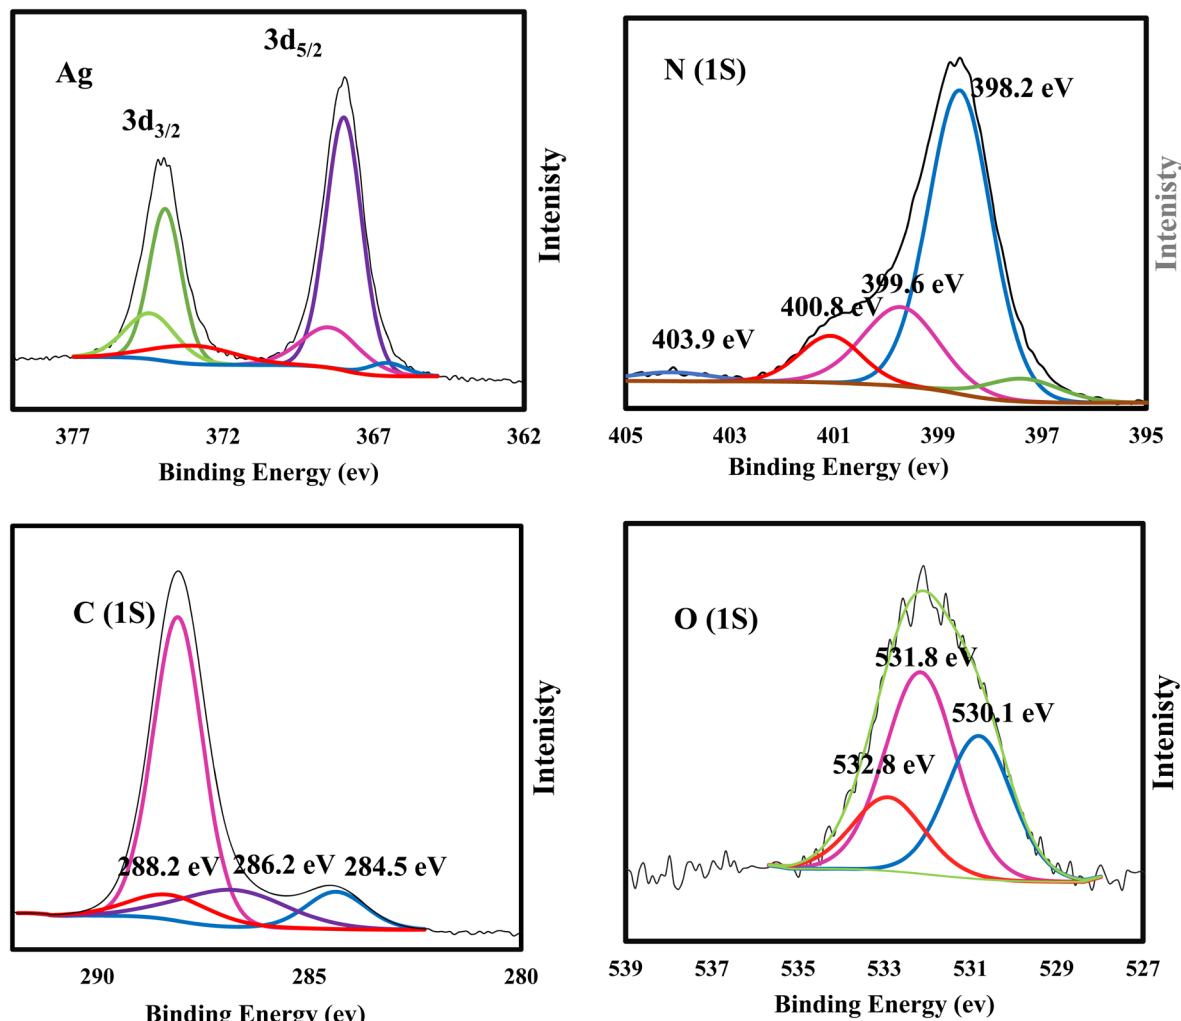 Ag
3d5/2
3d3/2
Intenisty
377 372 367 362
Binding Energy (ev)
N (1S)
398.2 eV
399.6 eV
400.8 eV
403.9 eV
Intenisty
405 403 401 399 397 395
Binding Energy (ev)
C (1S)
288.2 eV 286.2 eV 284.5 eV
Intenisty
290 285 280
Binding Energy (ev)
O (1S)
531.8 eV
530.1 eV
532.8 eV
Intenisty
539 537 535 533 531 529 527
Binding Energy (ev)